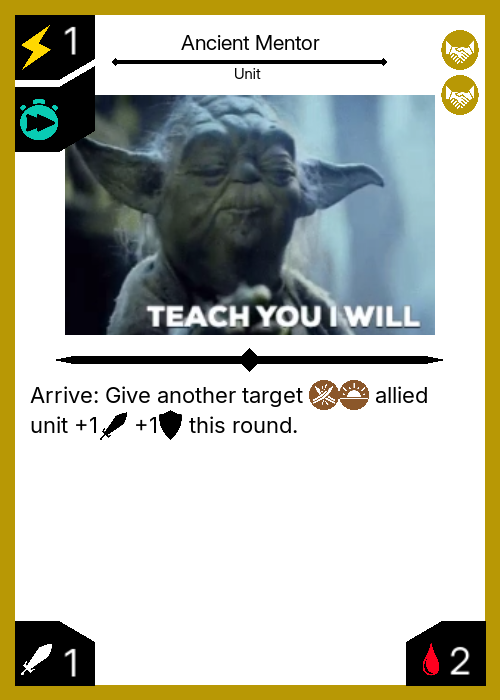 1
Ancient Mentor
Unit
TEACH YOU I WILL
Arrive: Give another target allied
unit +1 +1 this round.
1
2